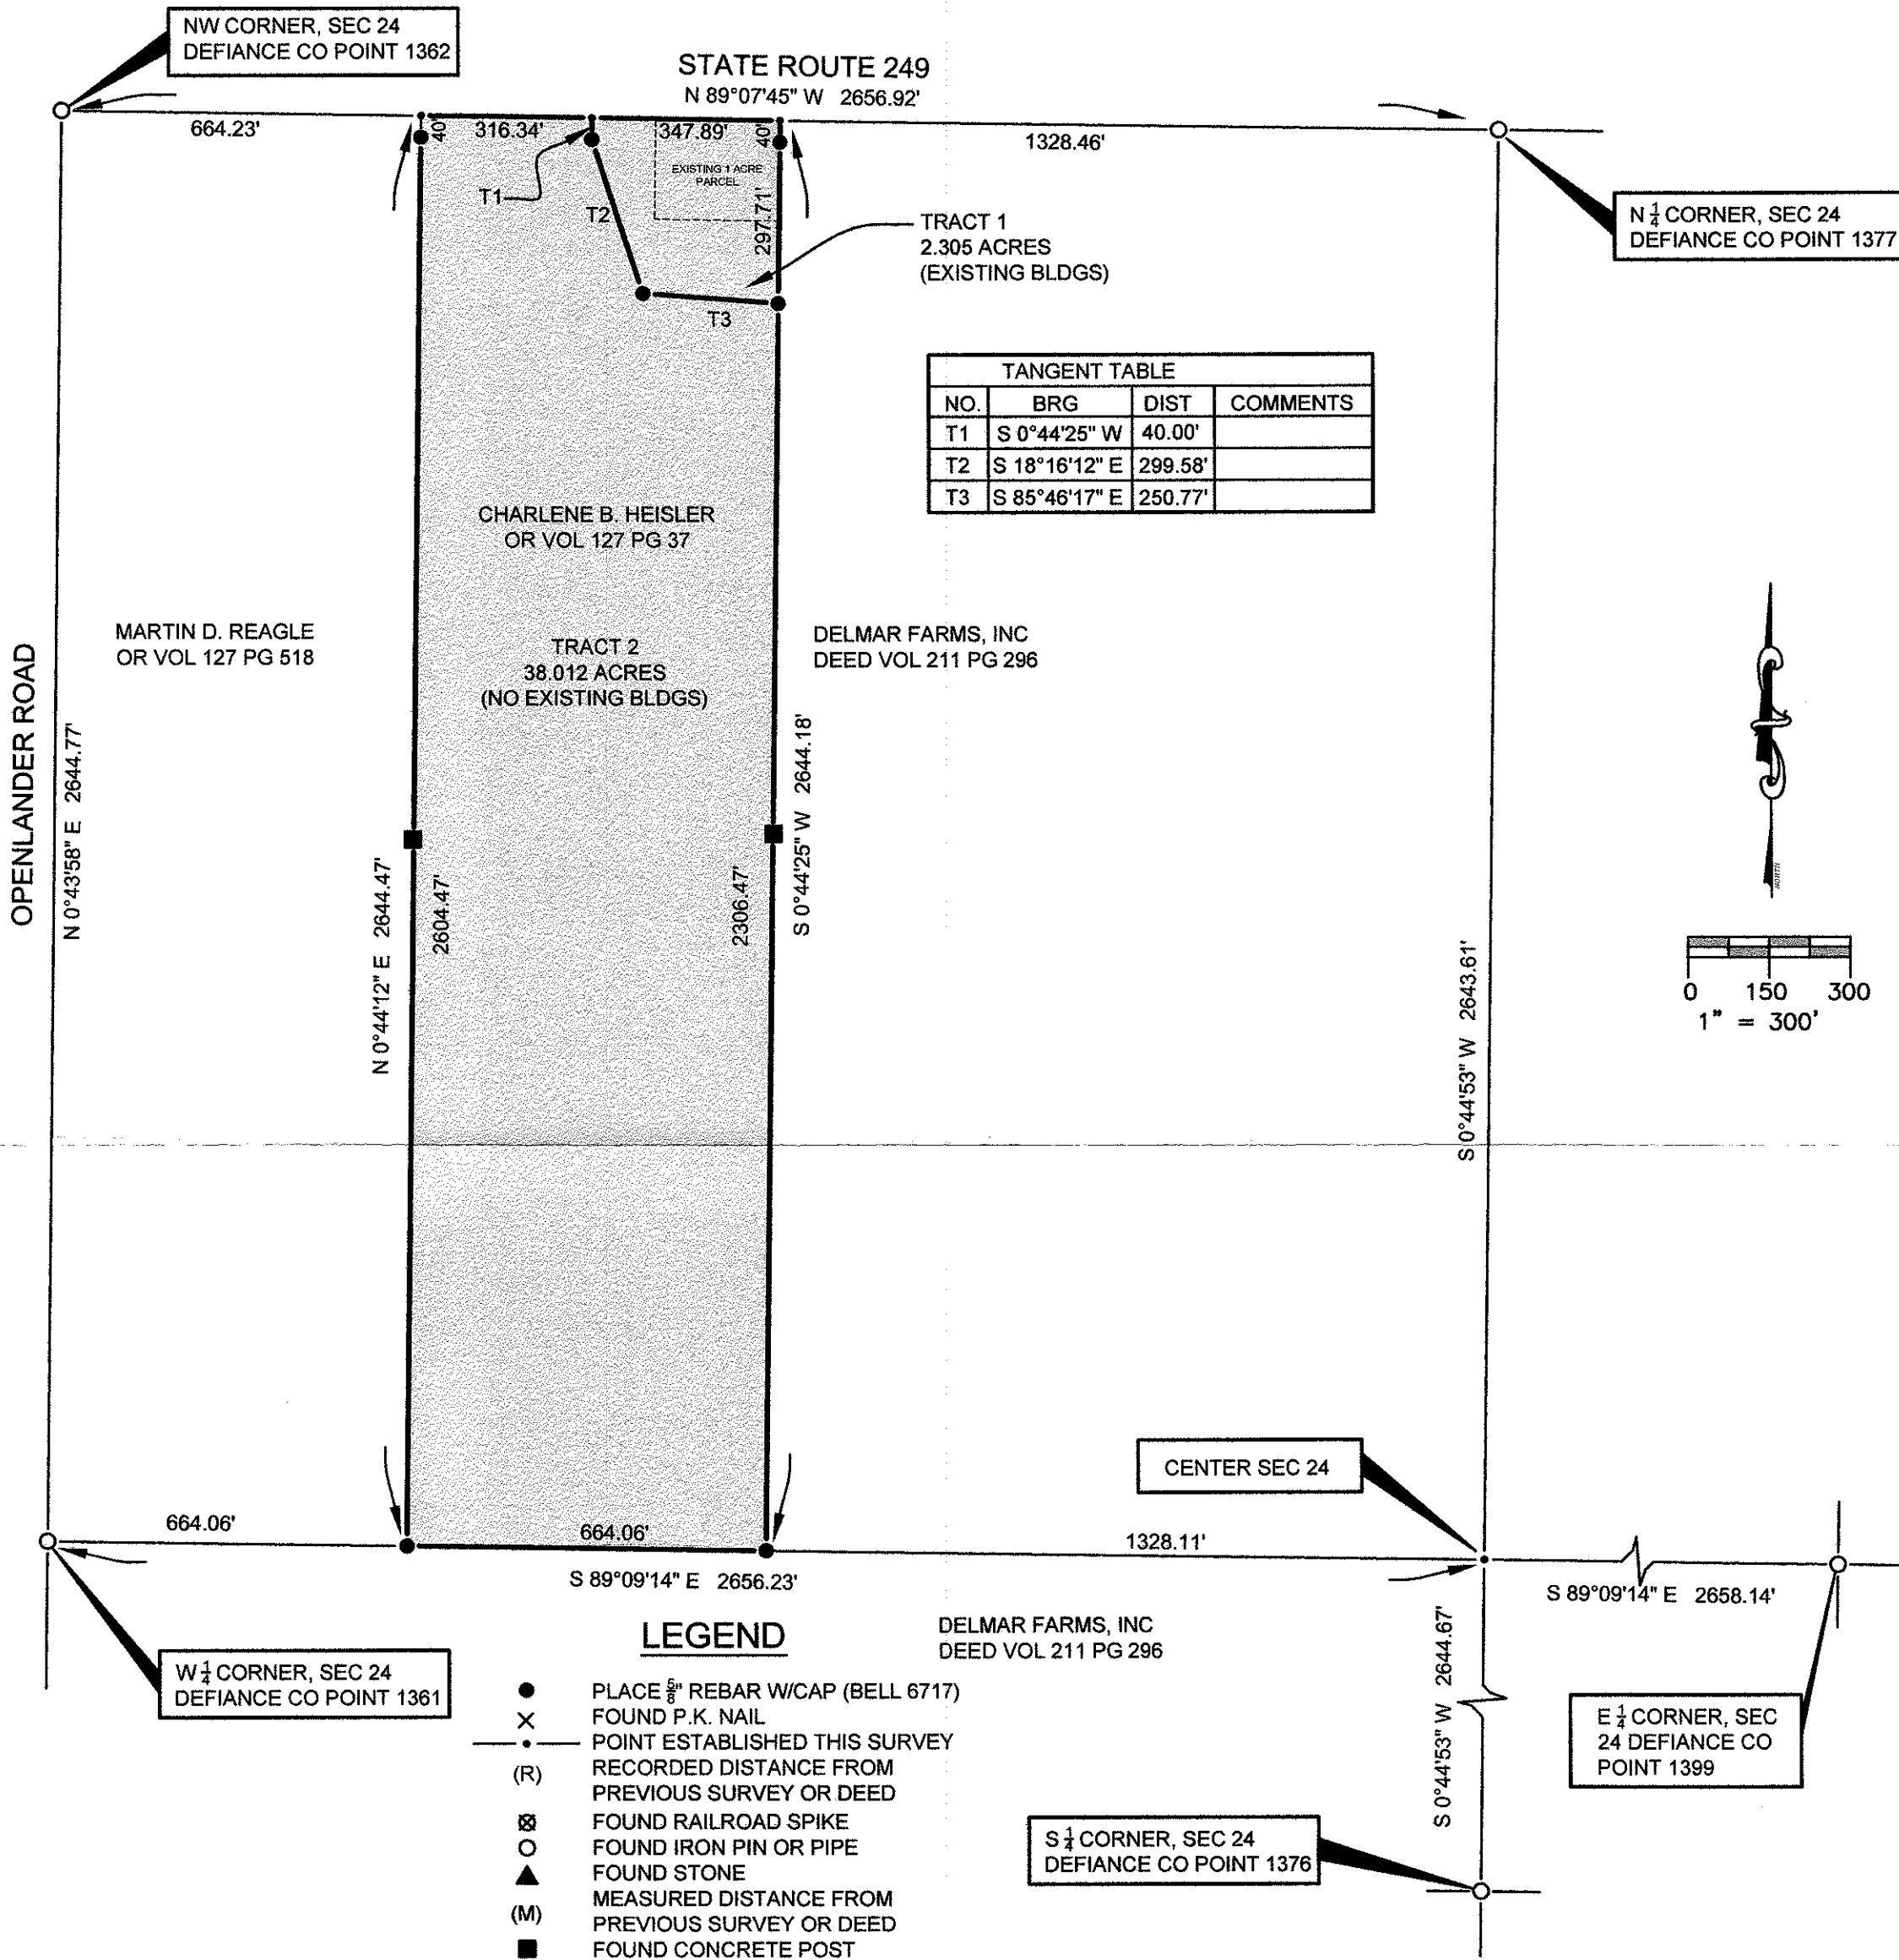 NW CORNER, SEC 24
DEFIANCE CO POINT 1362
STATE ROUTE 249
N 89°07'45" W 2656.92'
664.23'
40'
316.34'
347.89'
40'
1328.46'
EXISTING 1 ACRE
PARCEL
T1
T2
297.71'
T3
TRACT 1
2.305 ACRES
(EXISTING BLDGS)
N 1/4 CORNER, SEC 24
DEFIANCE CO POINT 1377
TANGENT TABLE
NO. BRG DIST COMMENTS
T1 S 0°44'25" W 40.00'
T2 S 18°16'12" E 299.58'
T3 S 85°46'17" E 250.77'
CHARLENE B. HEISLER
OR VOL 127 PG 37
MARTIN D. REAGLE
OR VOL 127 PG 518
TRACT 2
38.012 ACRES
(NO EXISTING BLDGS)
DELMAR FARMS, INC
DEED VOL 211 PG 296
OPENLANDER ROAD
N 0°43'58" E 2644.77'
N 0°44'12" E 2644.47'
2604.47'
2306.47'
S 0°44'25" W 2644.18'
S 0°44'53" W 2643.61'
NORTH
0 150 300
1" = 300'
CENTER SEC 24
664.06'
664.06'
1328.11'
S 89°09'14" E 2656.23'
S 89°09'14" E 2658.14'
W 1/4 CORNER, SEC 24
DEFIANCE CO POINT 1361
DELMAR FARMS, INC
DEED VOL 211 PG 296
S 0°44'53" W 2644.67'
E 1/4 CORNER, SEC
24 DEFIANCE CO
POINT 1399
S 1/4 CORNER, SEC 24
DEFIANCE CO POINT 1376
LEGEND
PLACE 5/8" REBAR W/CAP (BELL 6717)
FOUND P.K. NAIL
POINT ESTABLISHED THIS SURVEY
(R) RECORDED DISTANCE FROM
PREVIOUS SURVEY OR DEED
FOUND RAILROAD SPIKE
FOUND IRON PIN OR PIPE
FOUND STONE
(M) MEASURED DISTANCE FROM
PREVIOUS SURVEY OR DEED
FOUND CONCRETE POST